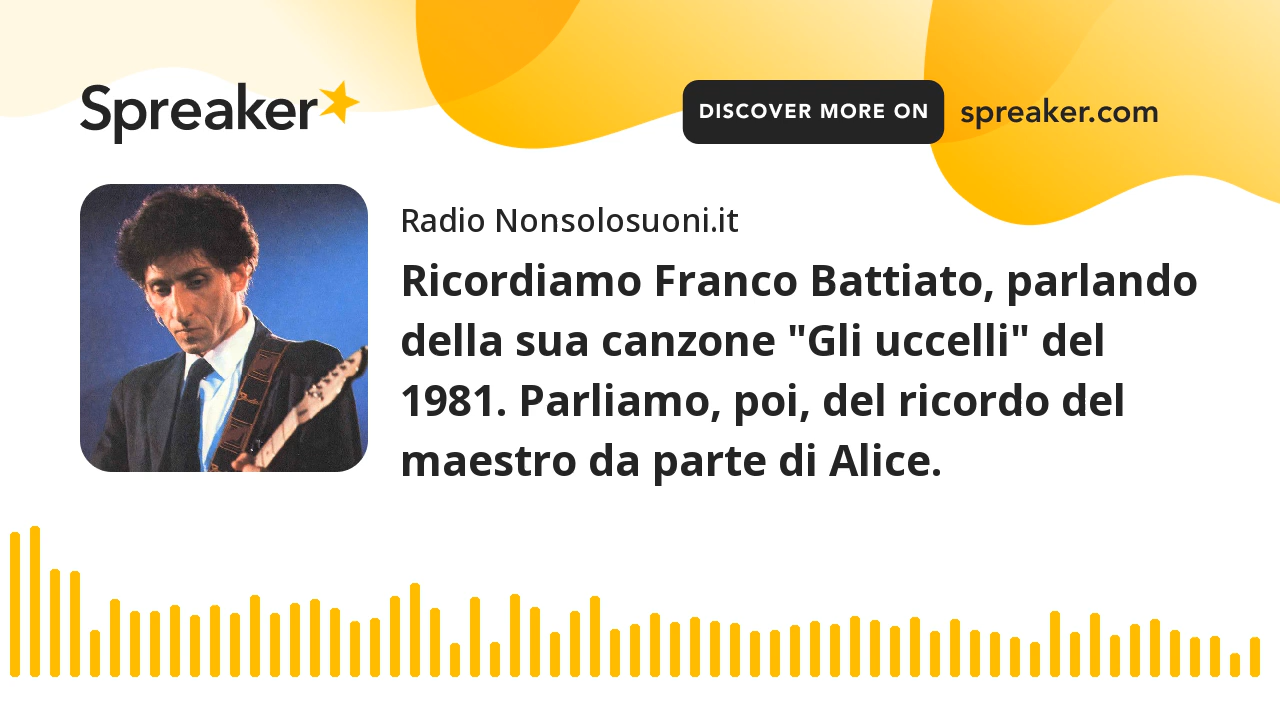 Spreaker
DISCOVER MORE ON
spreaker.com
Radio Nonsolosuoni.it
Ricordiamo Franco Battiato, parlando
della sua canzone "Gli uccelli" del
1981. Parliamo, poi, del ricordo del
maestro da parte di Alice.